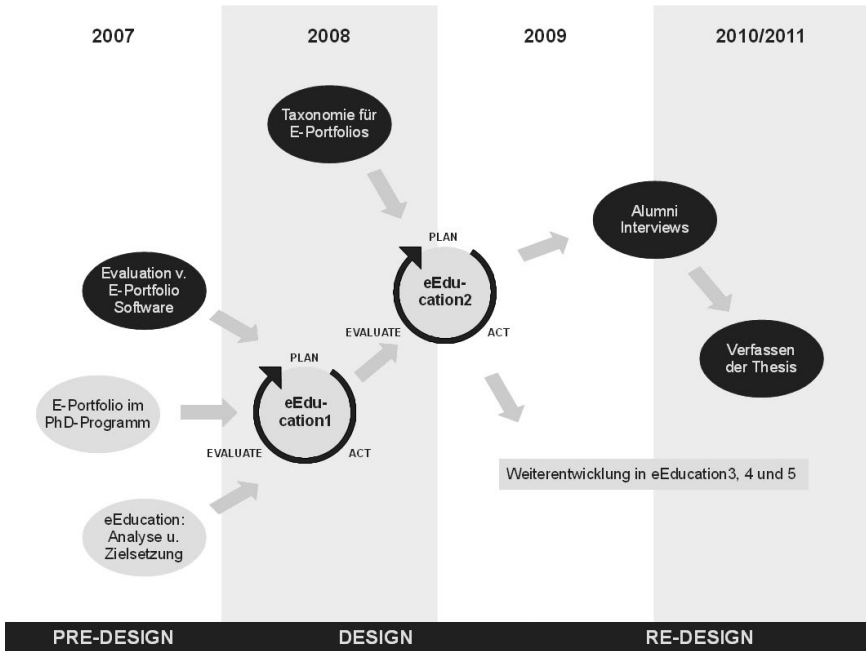 2007
2008
2009
2010/2011
Taxonomie für
E-Portfolios
Alumni
Interviews
PLAN
eEdu-
cation2
EVALUATE
ACT
Evaluation v.
E-Portfolio
Software
Verfassen
der Thesis
PLAN
eEdu-
cation1
EVALUATE
ACT
E-Portfolio im
PhD-Programm
Weiterentwicklung in eEducation3, 4 und 5
eEducation:
Analyse u.
Zielsetzung
PRE-DESIGN
DESIGN
RE-DESIGN